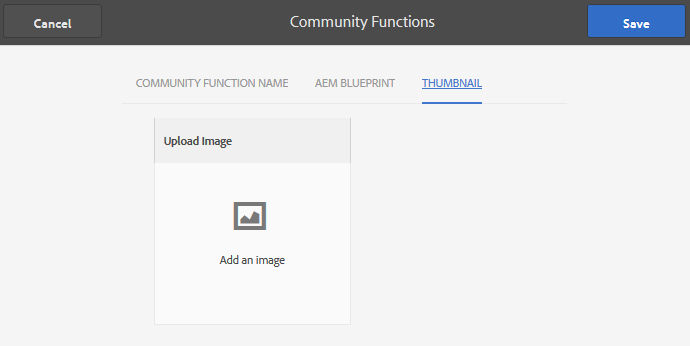 Cancel
Community Functions
Save
COMMUNITY FUNCTION NAME
AEM BLUEPRINT
THUMBNAIL
Upload Image
Add an image